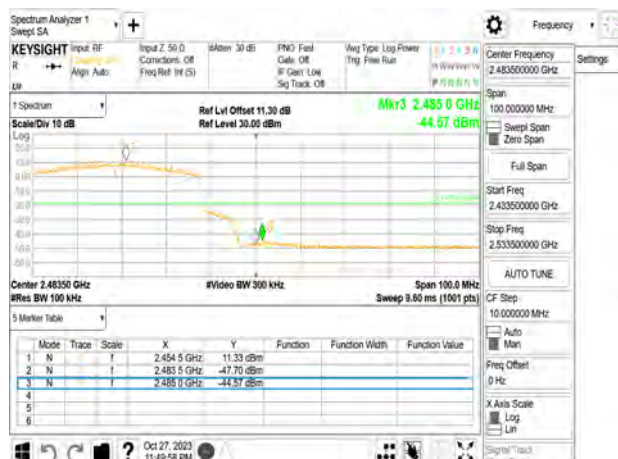 Spectrum Analyzer 1
Swept SA
+
Frequency
KEYSIGHT
Input: RF
Input Z: 50 Ω
#Atten: 30 dB
PNO: Fast
Avg Type: Log-Power
Corrections: Off
Gate: Off
Trig: Free Run
Align: Auto
Freq Ref: Int (S)
IF Gain: Low
Sig Track: Off
Center Frequency
2.483500000 GHz
Settings
Span
100.000000 MHz
Swept Span
Zero Span
Full Span
Start Freq
2.433500000 GHz
Stop Freq
2.533500000 GHz
AUTO TUNE
CF Step
10.000000 MHz
Auto
Man
Freq Offset
0 Hz
X Axis Scale
Log
Lin
Signal Track
1 Spectrum
Scale/Div 10 dB
Log
Ref Lvl Offset 11.30 dB
Ref Level 30.00 dBm
Mkr3 2.485 0 GHz
-44.57 dBm
Center 2.48350 GHz
#Res BW 100 kHz
#Video BW 300 kHz
Span 100.0 MHz
Sweep 9.60 ms (1001 pts)
5 Marker Table
Mode Trace Scale X Y Function Function Width Function Value
1 N f 2.454 5 GHz 11.33 dBm
2 N f 2.483 5 GHz -47.70 dBm
3 N f 2.485 0 GHz -44.57 dBm
4
5
6
?
Oct 27, 2023
11:49:58 PM